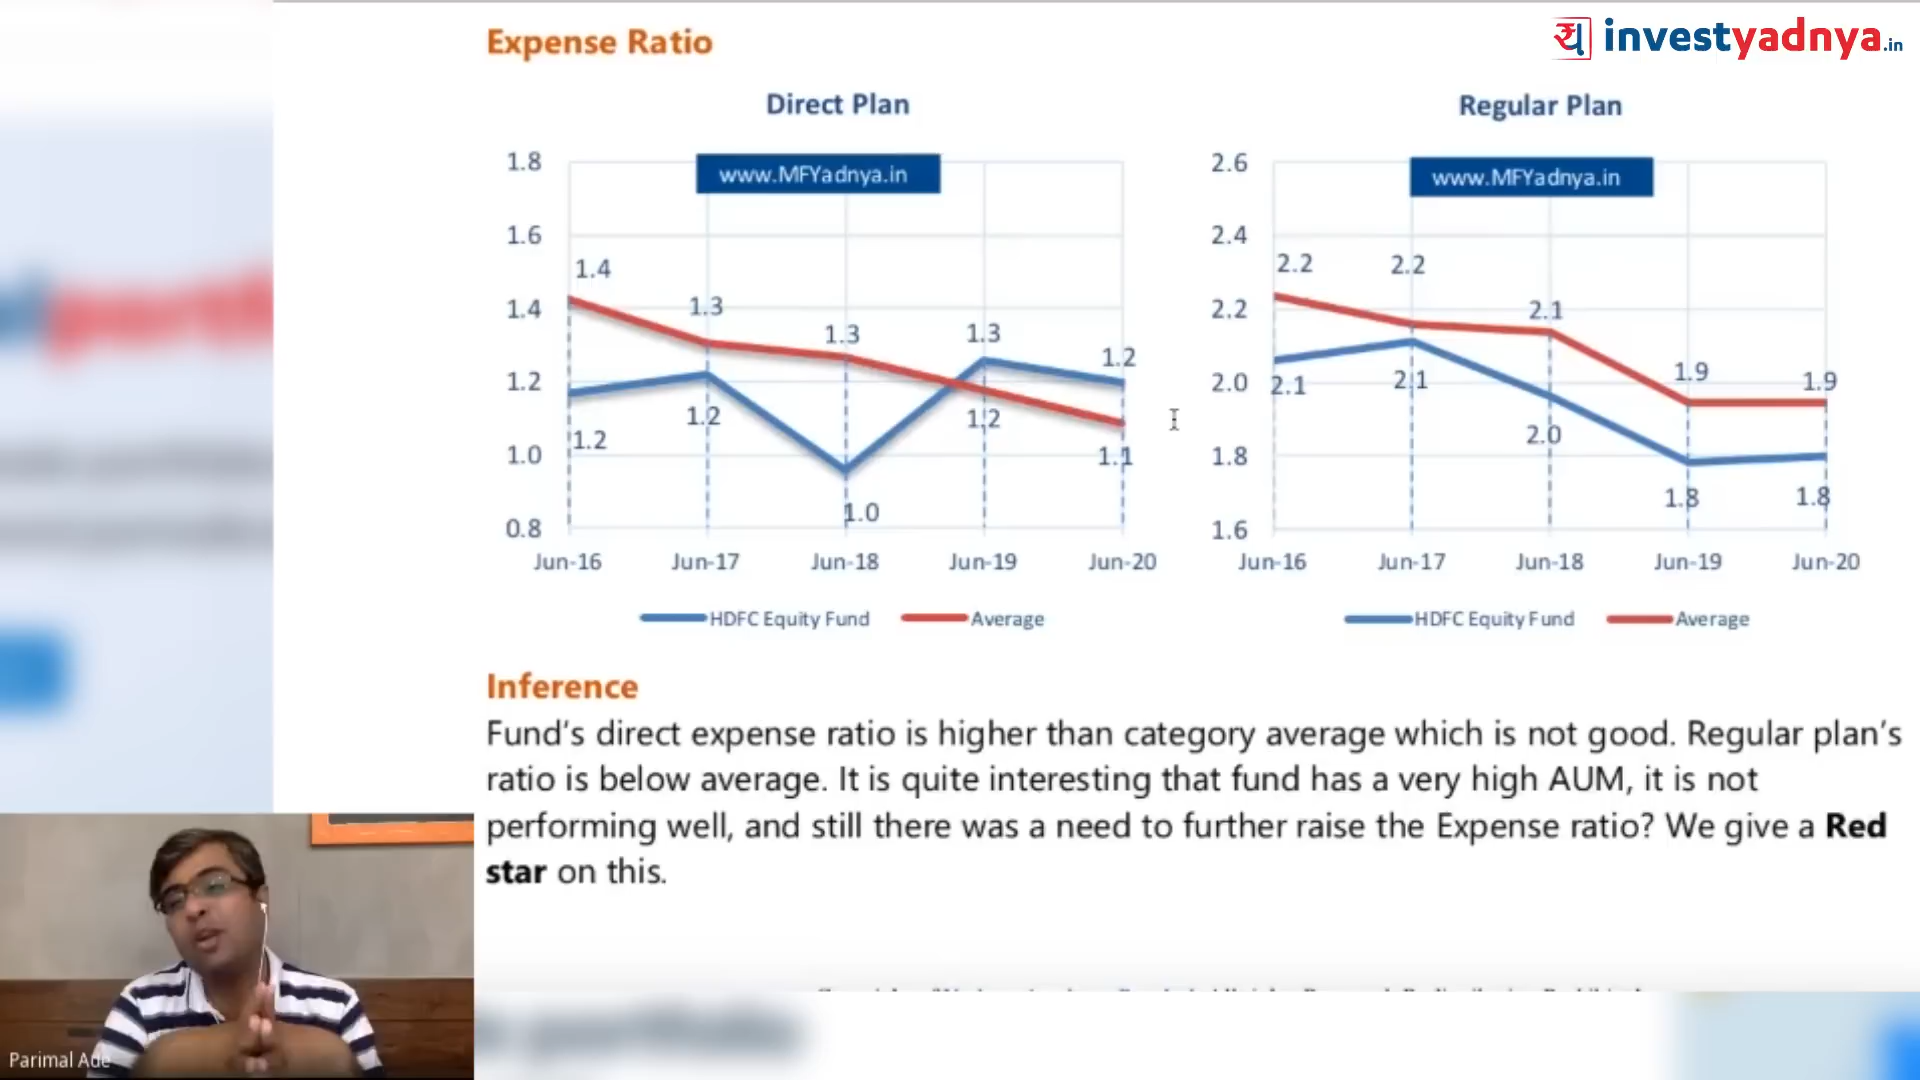 Expense Ratio
investyadnya.in
Direct Plan
Regular Plan
www.MFYadnya.in
www.MFYadnya.in
1.8
1.6
1.4
1.2
1.0
0.8
1.4
1.3
1.3
1.3
1.2
1.2
1.2
1.0
1.2
1.1
Jun-16 Jun-17 Jun-18 Jun-19 Jun-20
HDFC Equity Fund Average
2.6
2.4
2.2
2.0
1.8
1.6
2.2
2.2
2.1
1.9
1.9
2.1
2.1
2.0
1.8
1.8
Jun-16 Jun-17 Jun-18 Jun-19 Jun-20
HDFC Equity Fund Average
Inference
Fund's direct expense ratio is higher than category average which is not good. Regular plan's
ratio is below average. It is quite interesting that fund has a very high AUM, it is not
performing well, and still there was a need to further raise the Expense ratio? We give a Red
star on this.
Parimal Ade